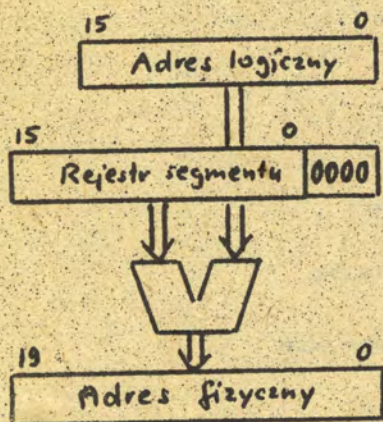 15 0
Adres logiczny
15 0
Rejestr segmentu 0000
19 0
Adres fizyczny